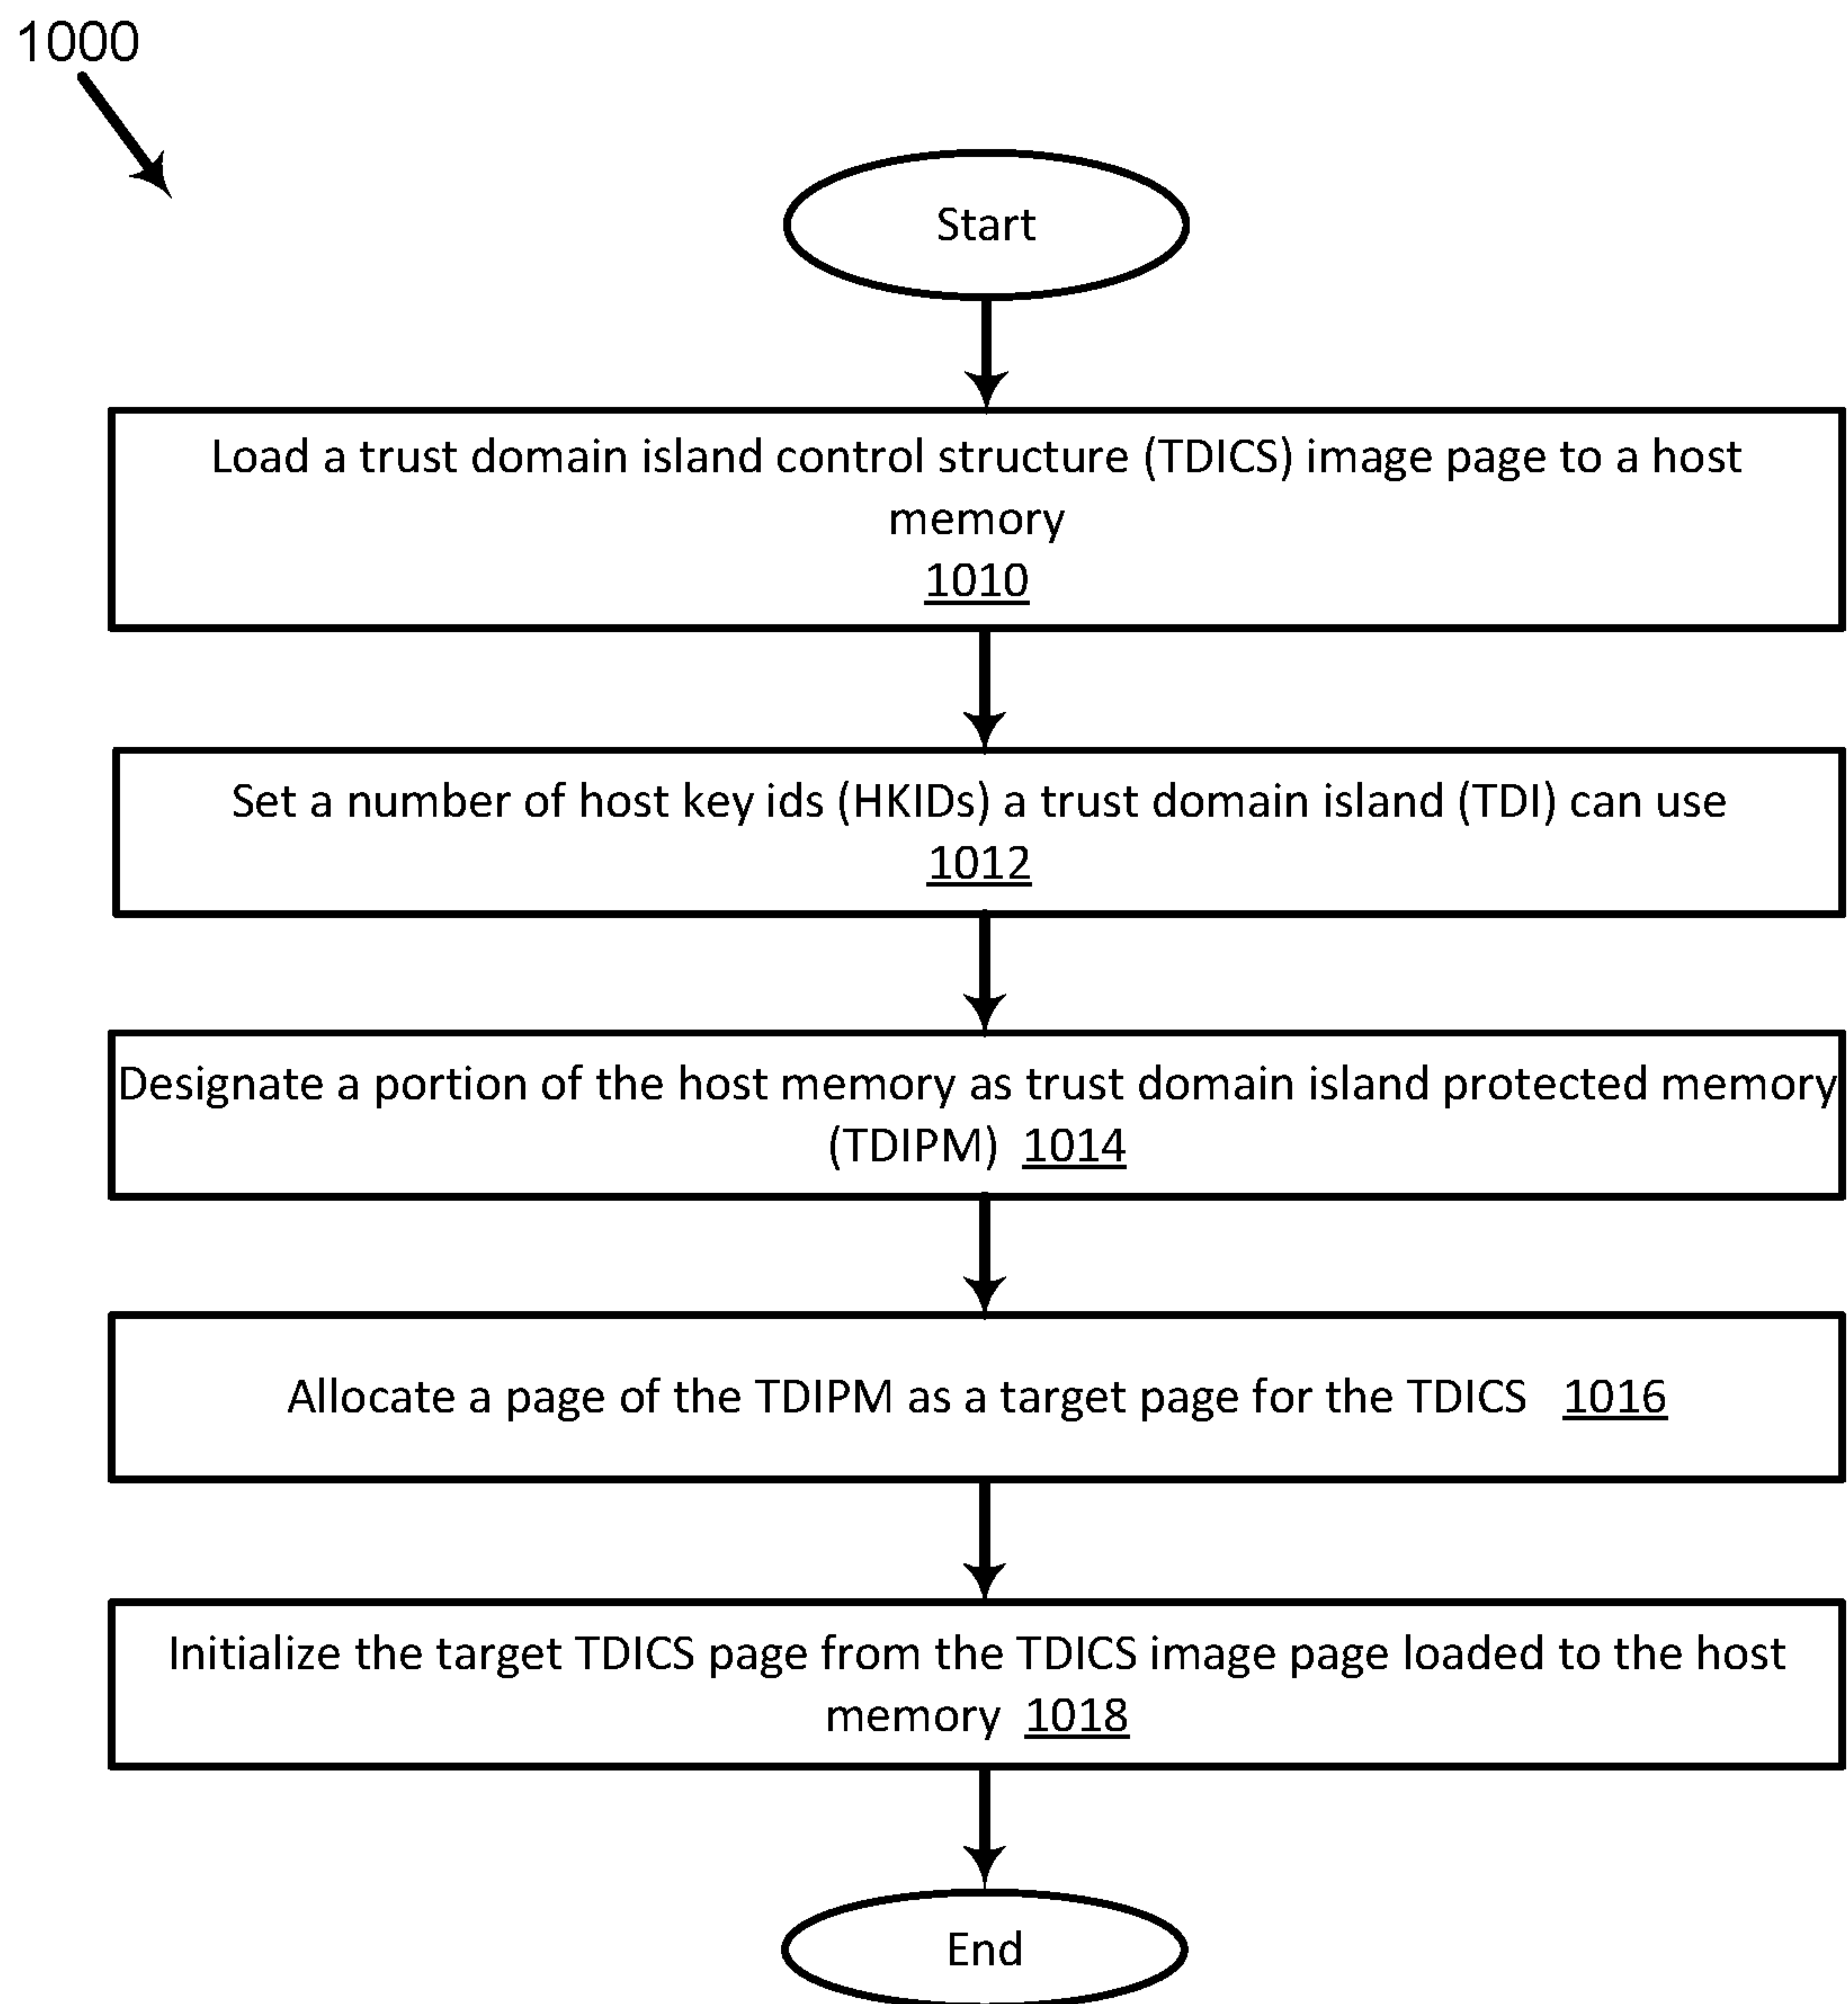 1000
Start
Load a trust domain island control structure (TDICS) image page to a host
memory
1010
Set a number of host key ids (HKIDs) a trust domain island (TDI) can use
1012
Designate a portion of the host memory as trust domain island protected memory
(TDIPM) 1014
Allocate a page of the TDIPM as a target page for the TDICS 1016
Initialize the target TDICS page from the TDICS image page loaded to the host
memory 1018
End